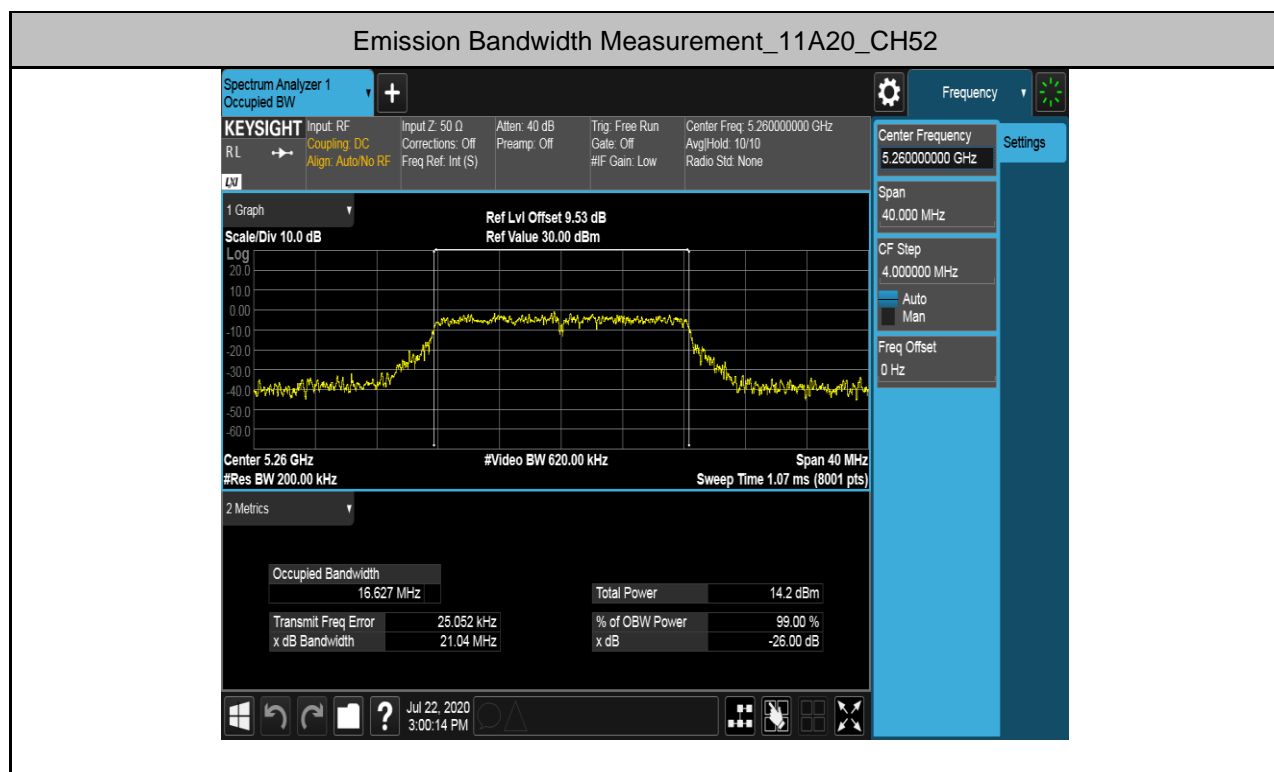 Emission Bandwidth Measurement_11A20_CH52
Spectrum Analyzer 1
Occupied BW
+
Frequency
KEYSIGHT
RL
LXI
Input: RF
Coupling: DC
Align: Auto/No RF
Input Z: 50 Ω
Corrections: Off
Freq Ref: Int (S)
Atten: 40 dB
Preamp: Off
Trig: Free Run
Gate: Off
#IF Gain: Low
Center Freq: 5.260000000 GHz
Avg|Hold: 10/10
Radio Std: None
Center Frequency
5.260000000 GHz
Settings
Span
40.000 MHz
CF Step
4.000000 MHz
Auto
Man
Freq Offset
0 Hz
1 Graph
Scale/Div 10.0 dB
Ref Lvl Offset 9.53 dB
Ref Value 30.00 dBm
Log
20.0
10.0
0.00
-10.0
-20.0
-30.0
-40.0
-50.0
-60.0
Center 5.26 GHz
#Video BW 620.00 kHz
Span 40 MHz
#Res BW 200.00 kHz
Sweep Time 1.07 ms (8001 pts)
2 Metrics
Occupied Bandwidth
16.627 MHz
Total Power 14.2 dBm
Transmit Freq Error 25.052 kHz
% of OBW Power 99.00 %
x dB Bandwidth 21.04 MHz
x dB -26.00 dB
?
Jul 22, 2020
3:00:14 PM